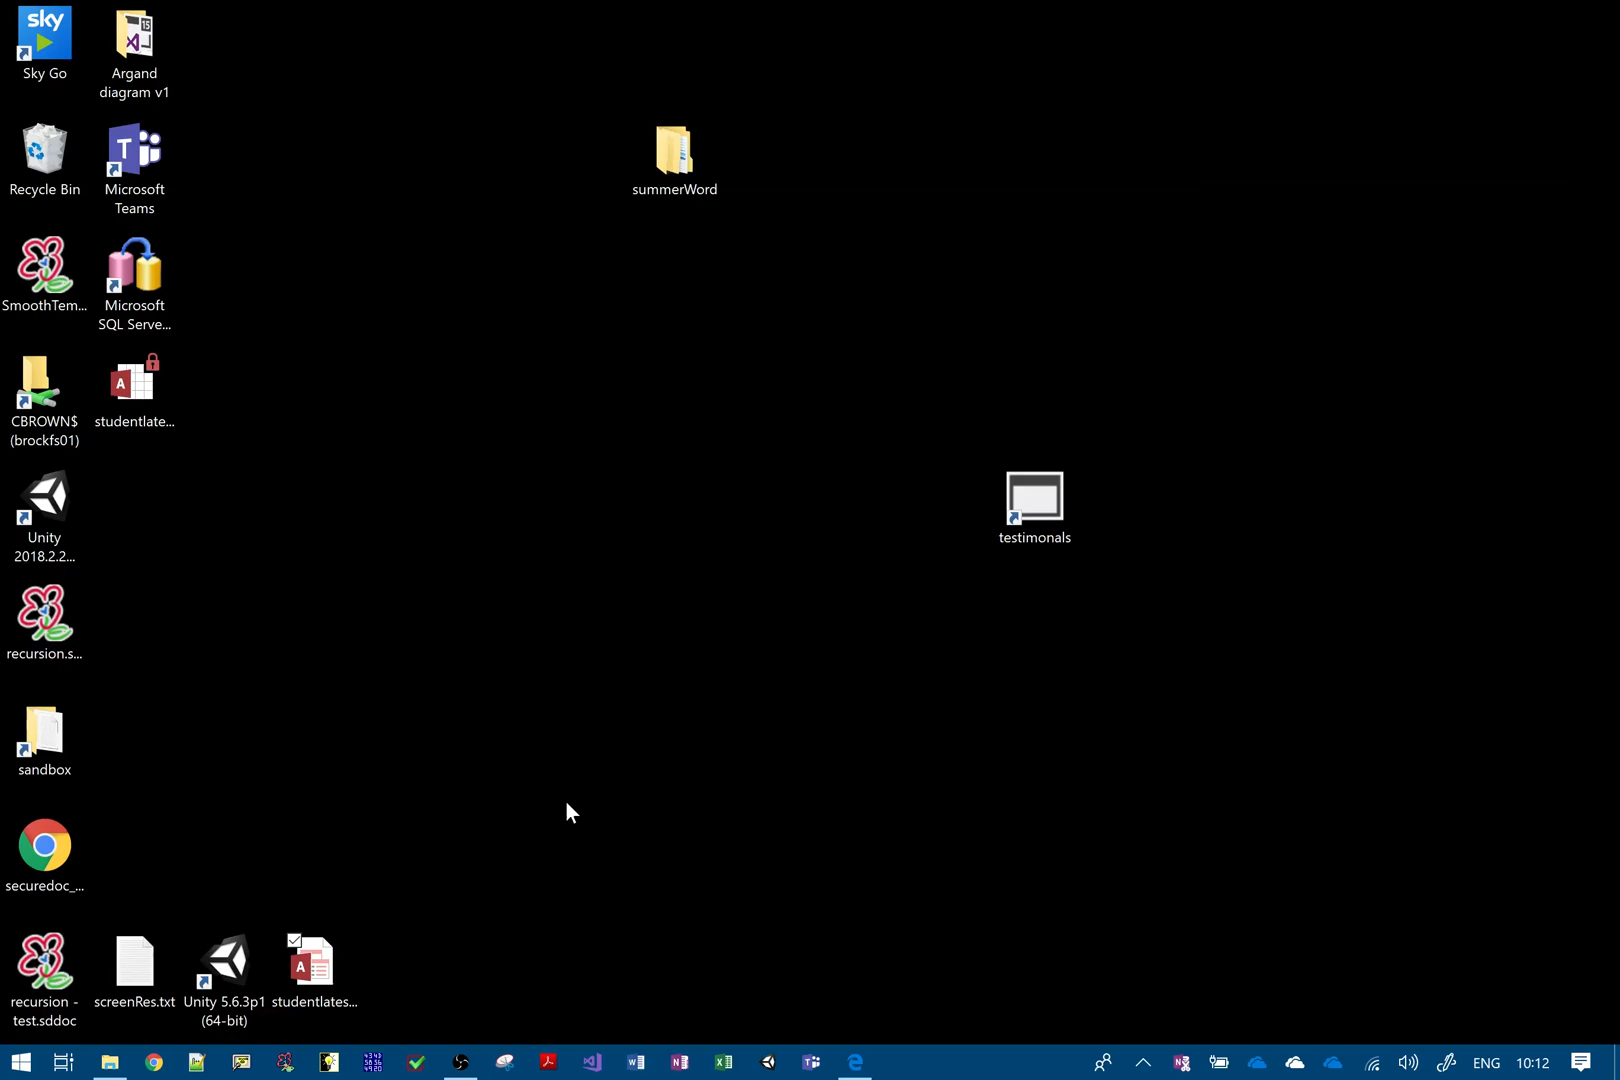 sky
Sky Go
Argand
diagram v1
Recycle Bin
Microsoft
Teams
summerWord
SmoothTem...
Microsoft
SQL Serve...
CBROWN$
(brockfs01)
studentlate...
Unity
2018.2.2...
testimonals
recursion.s...
sandbox
securedoc_...
recursion -
test.sddoc
screenRes.txt
Unity 5.6.3p1
(64-bit)
studentlates...
ENG
10:12